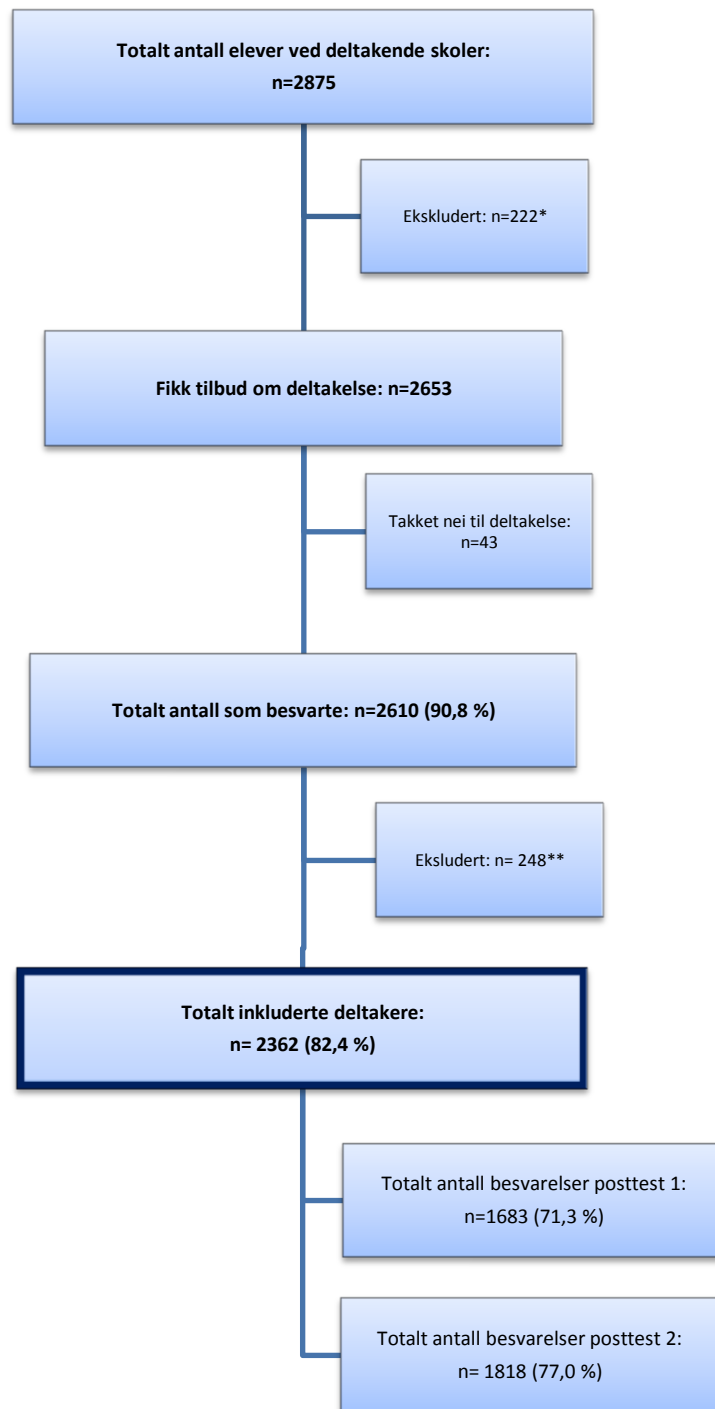 Totalt antall elever ved deltakende skoler:
n=2875
Ekskludert: n=222*
Fikk tilbud om deltakelse: n=2653
Takket nei til deltakelse:
n=43
Totalt antall som besvarte: n=2610 (90,8 %)
Eksludert: n= 248**
Totalt inkluderte deltakere:
n= 2362 (82,4 %)
Totalt antall besvarelser posttest 1:
n=1683 (71,3 %)
Totalt antall besvarelser posttest 2:
n= 1818 (77,0 %)